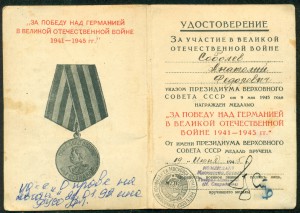 „ЗА ПОБЕДУ НАД ГЕРМАНИЕЙ
В ВЕЛИКОЙ ОТЕЧЕСТВЕННОЙ ВОЙНЕ
1941—1945 гг.“
УДОСТОВЕРЕНИЕ
ЗА УЧАСТИЕ В ВЕЛИКОЙ
ОТЕЧЕСТВЕННОЙ ВОЙНЕ
Соболев
Анатолий
Федорович
УКАЗОМ ПРЕЗИДИУМА ВЕРХОВНОГО
СОВЕТА СССР от 9 мая 1945 года
НАГРАЖДЕН МЕДАЛЬЮ
„ЗА ПОБЕДУ НАД ГЕРМАНИЕЙ
В ВЕЛИКОЙ ОТЕЧЕСТВЕННОЙ
ВОЙНЕ 1941—1945 гг.“
От имени ПРЕЗИДИУМА ВЕРХОВНОГО
СОВЕТА СССР МЕДАЛЬ ВРУЧЕНА
о праве на